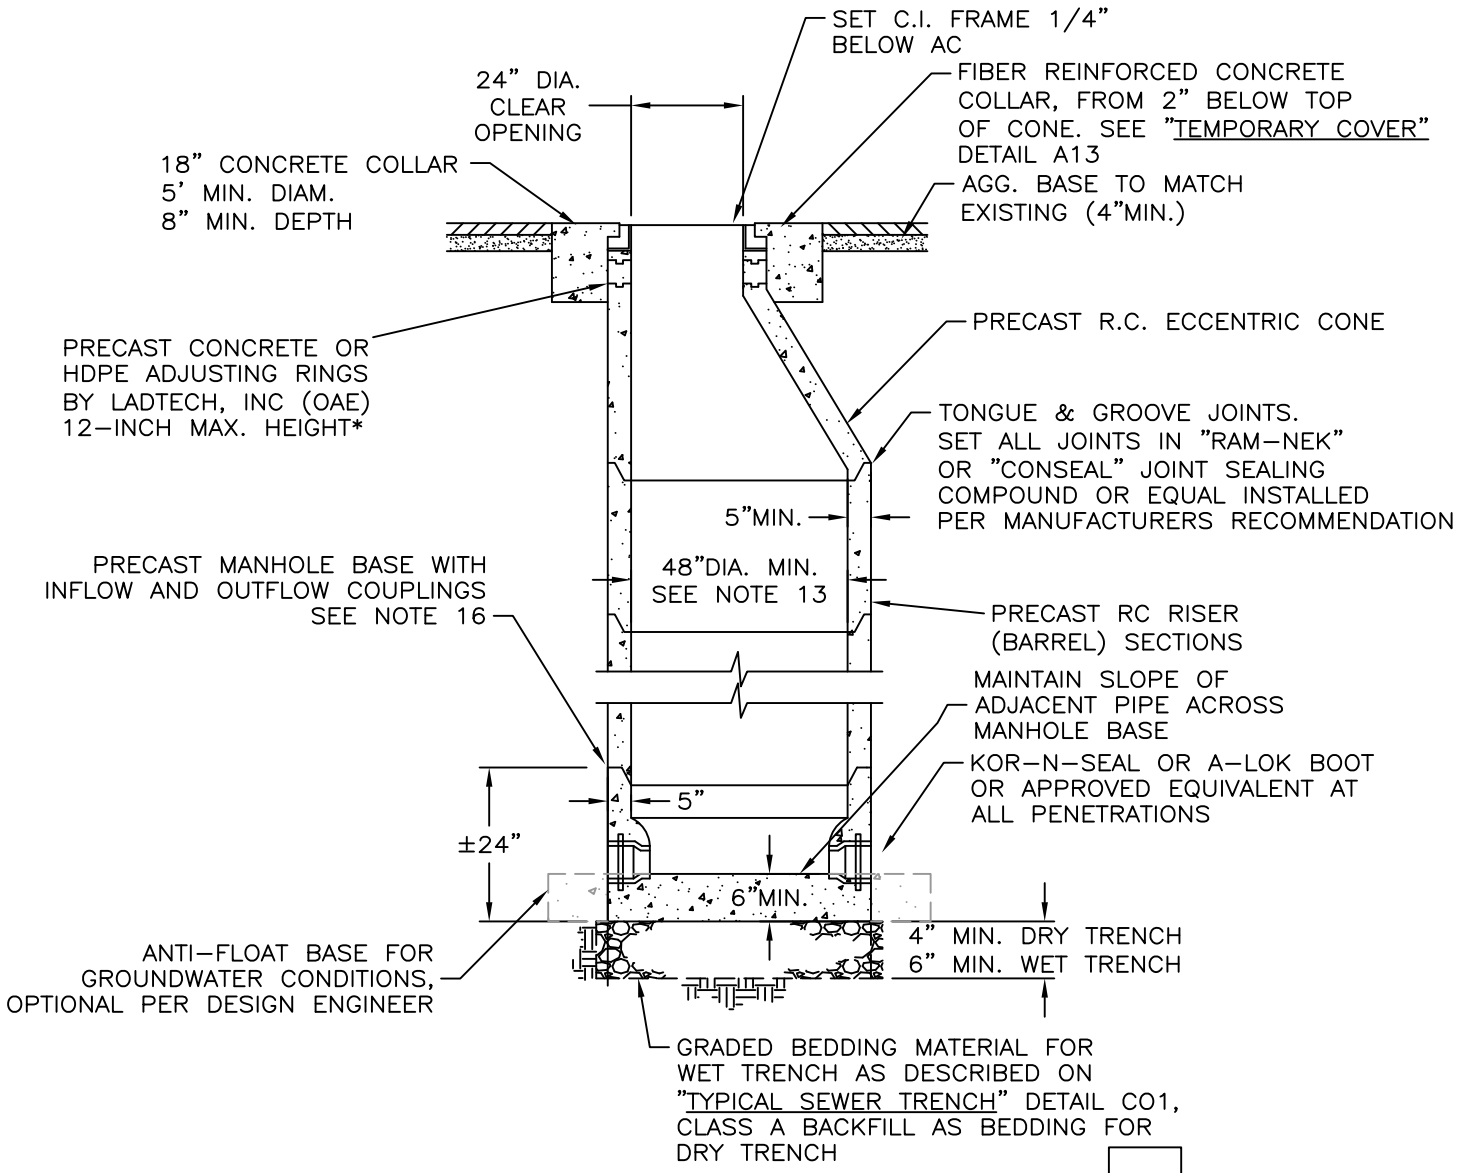 SET C.I. FRAME 1/4"
BELOW AC
FIBER REINFORCED CONCRETE
COLLAR, FROM 2" BELOW TOP
OF CONE. SEE "TEMPORARY COVER"
DETAIL A13
AGG. BASE TO MATCH
EXISTING (4"MIN.)
24" DIA.
CLEAR
OPENING
18" CONCRETE COLLAR
5' MIN. DIAM.
8" MIN. DEPTH
PRECAST R.C. ECCENTRIC CONE
PRECAST CONCRETE OR
HDPE ADJUSTING RINGS
BY LADTECH, INC (OAE)
12-INCH MAX. HEIGHT*
TONGUE & GROOVE JOINTS.
SET ALL JOINTS IN "RAM-NEK"
OR "CONSEAL" JOINT SEALING
COMPOUND OR EQUAL INSTALLED
PER MANUFACTURERS RECOMMENDATION
5"MIN.
48"DIA. MIN.
SEE NOTE 13
PRECAST MANHOLE BASE WITH
INFLOW AND OUTFLOW COUPLINGS
SEE NOTE 16
PRECAST RC RISER
(BARREL) SECTIONS
MAINTAIN SLOPE OF
ADJACENT PIPE ACROSS
MANHOLE BASE
KOR-N-SEAL OR A-LOK BOOT
OR APPROVED EQUIVALENT AT
ALL PENETRATIONS
5"
±24"
6"MIN.
4" MIN. DRY TRENCH
6" MIN. WET TRENCH
ANTI-FLOAT BASE FOR
GROUNDWATER CONDITIONS,
OPTIONAL PER DESIGN ENGINEER
GRADED BEDDING MATERIAL FOR
WET TRENCH AS DESCRIBED ON
"TYPICAL SEWER TRENCH" DETAIL CO1,
CLASS A BACKFILL AS BEDDING FOR
DRY TRENCH